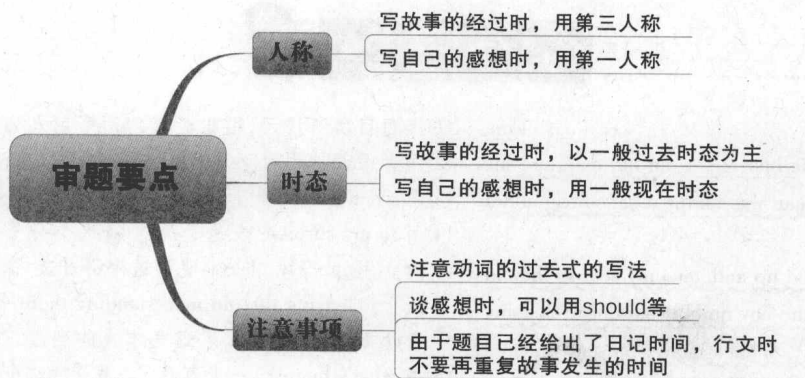 人称
写故事的经过时，用第三人称
写自己的感想时，用第一人称
审题要点
时态
写故事的经过时，以一般过去时态为主
写自己的感想时，用一般现在时态
注意事项
注意动词的过去式的写法
谈感想时，可以用should等
由于题目已经给出了日记时间，行文时
不要再重复故事发生的时间